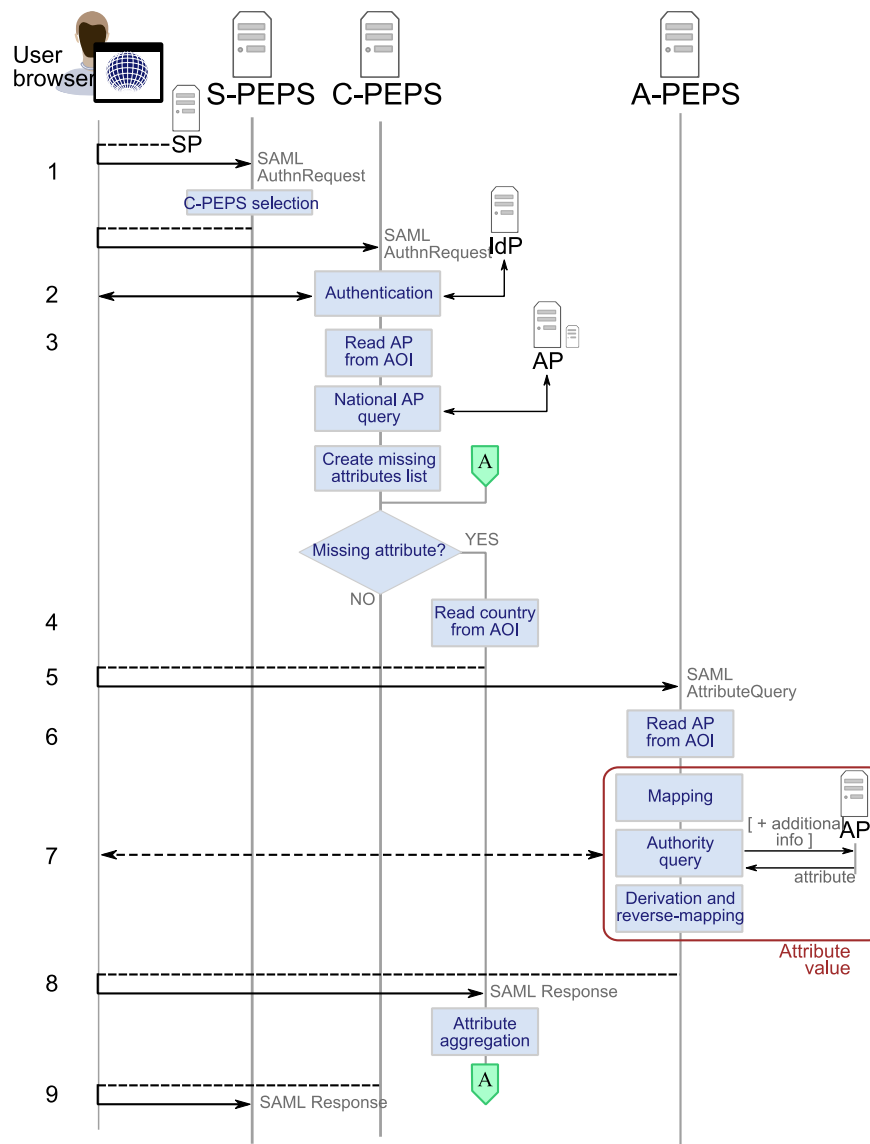 User
browser
S-PEPS
C-PEPS
A-PEPS
SP
1
SAML
AuthnRequest
C-PEPS selection
SAML
AuthnRequest
IdP
2
Authentication
3
Read AP
from AOI
AP
National AP
query
Create missing
attributes list
A
Missing attribute?
YES
NO
4
Read country
from AOI
5
SAML
AttributeQuery
6
Read AP
from AOI
Mapping
AP
[ + additional
info ]
7
Authority
query
attribute
Derivation and
reverse-mapping
Attribute
value
8
SAML Response
Attribute
aggregation
A
9
SAML Response